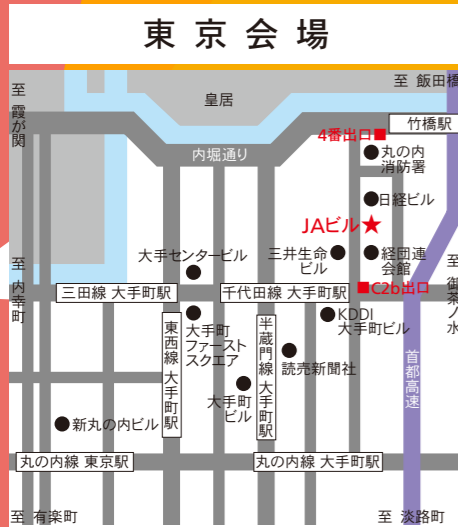 東京会場
至 飯田橋
至 霞が関
皇居
竹橋駅
4番出口
内堀通り
丸の内
消防署
日経ビル
JAビル★
大手センタービル
三井生命
ビル
経団連
会館
至 内幸町
至 御茶ノ水
三田線 大手町駅
千代田線 大手町駅
C2b出口
東西線 大手町駅
大手町
ファースト
スクエア
半蔵門線 大手町駅
KDDI
大手町ビル
首都高速
読売新聞社
大手町
ビル
新丸の内ビル
丸の内線 東京駅
丸の内線 大手町駅
至 有楽町
至 淡路町